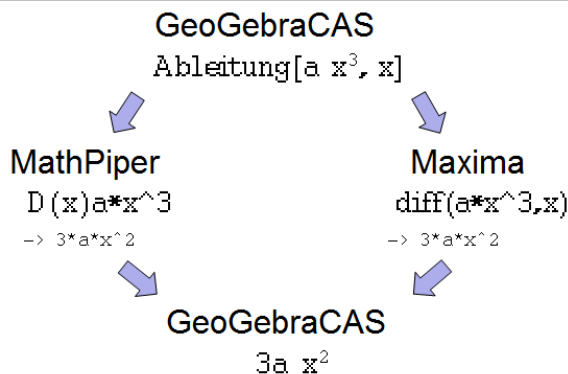 GeoGebraCAS
Ableitung[a x³, x]
MathPiper
D(x)a*x^3
-> 3*a*x^2
Maxima
diff(a*x^3,x)
-> 3*a*x^2
GeoGebraCAS
3a x²